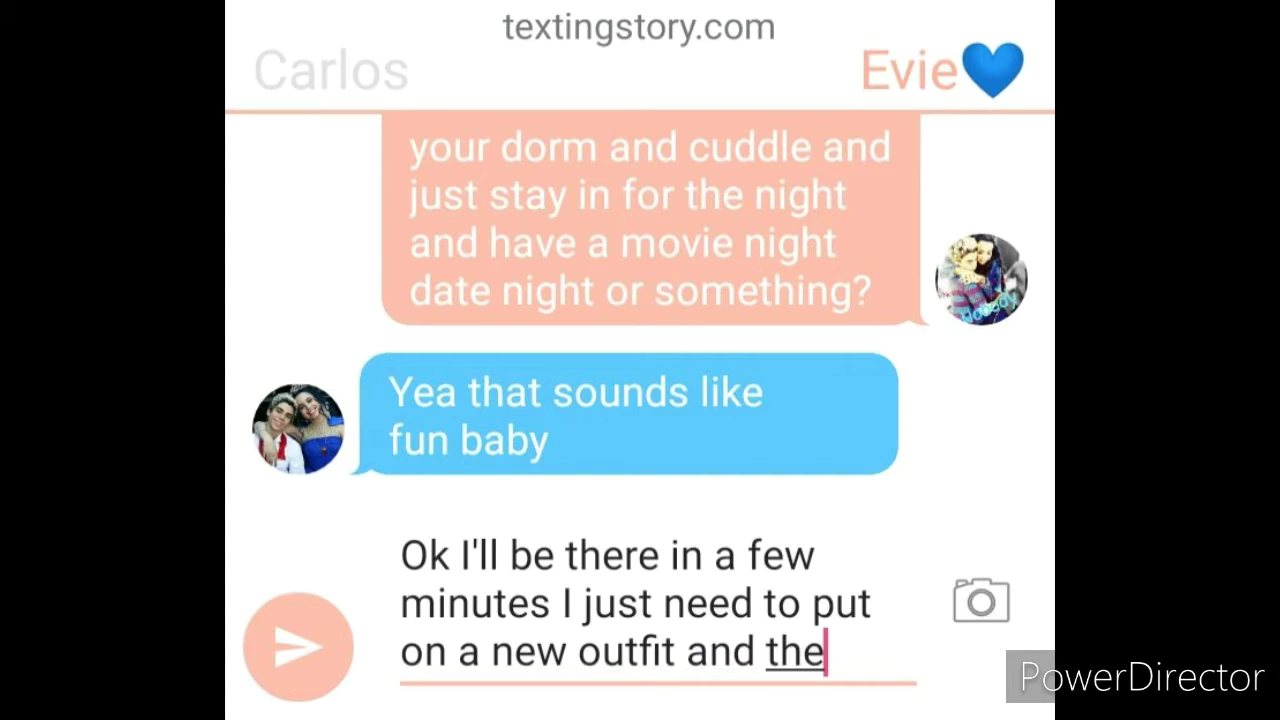 textingstory.com
Carlos
Evie💙
your dorm and cuddle and
just stay in for the night
and have a movie night
date night or something?
Yea that sounds like
fun baby
Ok I'll be there in a few
minutes I just need to put
on a new outfit and the
PowerDirector